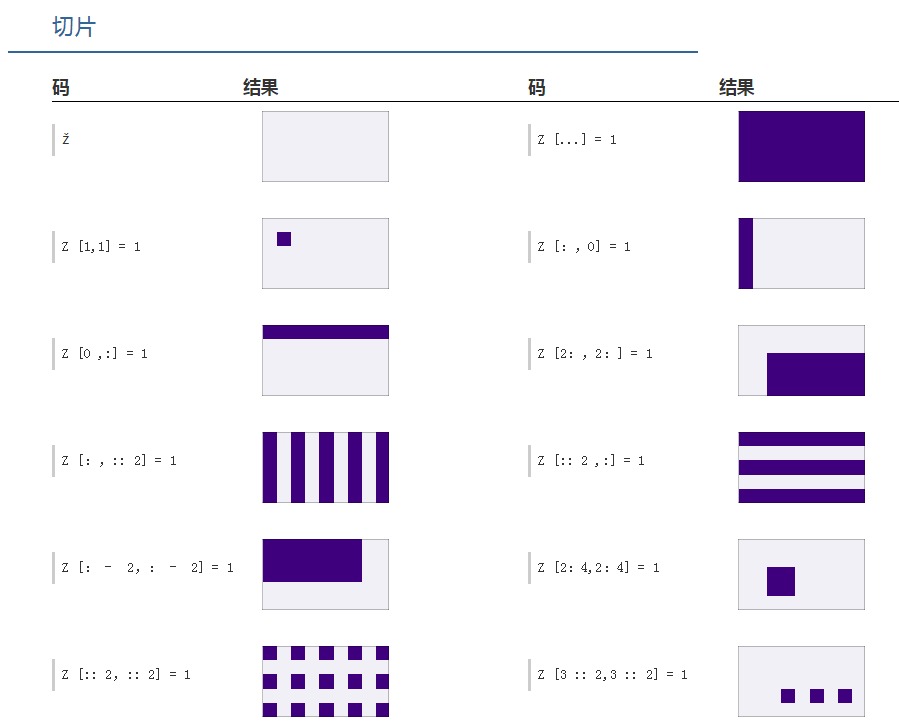 切片
码 结果 码 结果
ž Z [...] = 1
Z [1,1] = 1 Z [: , 0] = 1
Z [0 ,:] = 1 Z [2: , 2: ] = 1
Z [: , :: 2] = 1 Z [:: 2 ,:] = 1
Z [: - 2, : - 2] = 1 Z [2: 4,2: 4] = 1
Z [:: 2, :: 2] = 1 Z [3 :: 2,3 :: 2] = 1